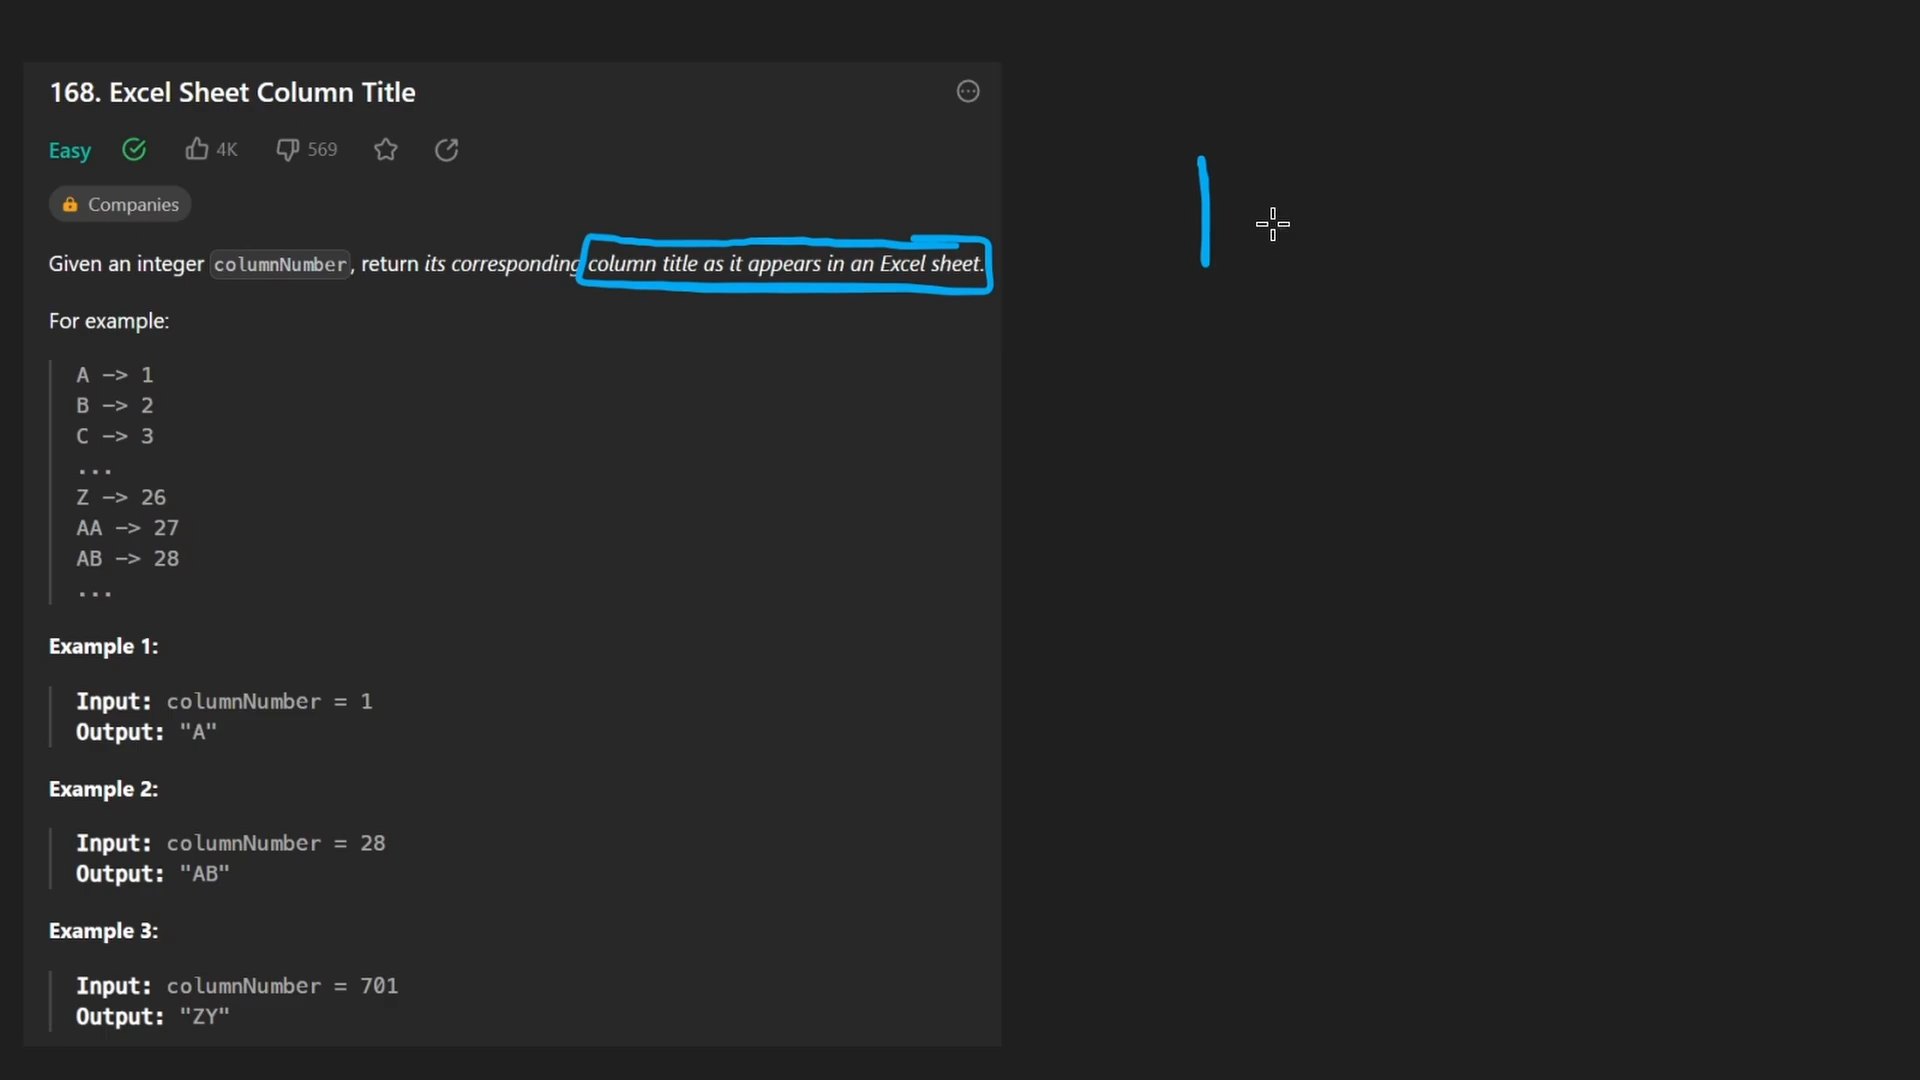 168. Excel Sheet Column Title
Easy 4K 569
Companies
Given an integer columnNumber, return its corresponding column title as it appears in an Excel sheet.
For example:
A -> 1
B -> 2
C -> 3
...
Z -> 26
AA -> 27
AB -> 28
...
Example 1:
Input: columnNumber = 1
Output: "A"
Example 2:
Input: columnNumber = 28
Output: "AB"
Example 3:
Input: columnNumber = 701
Output: "ZY"